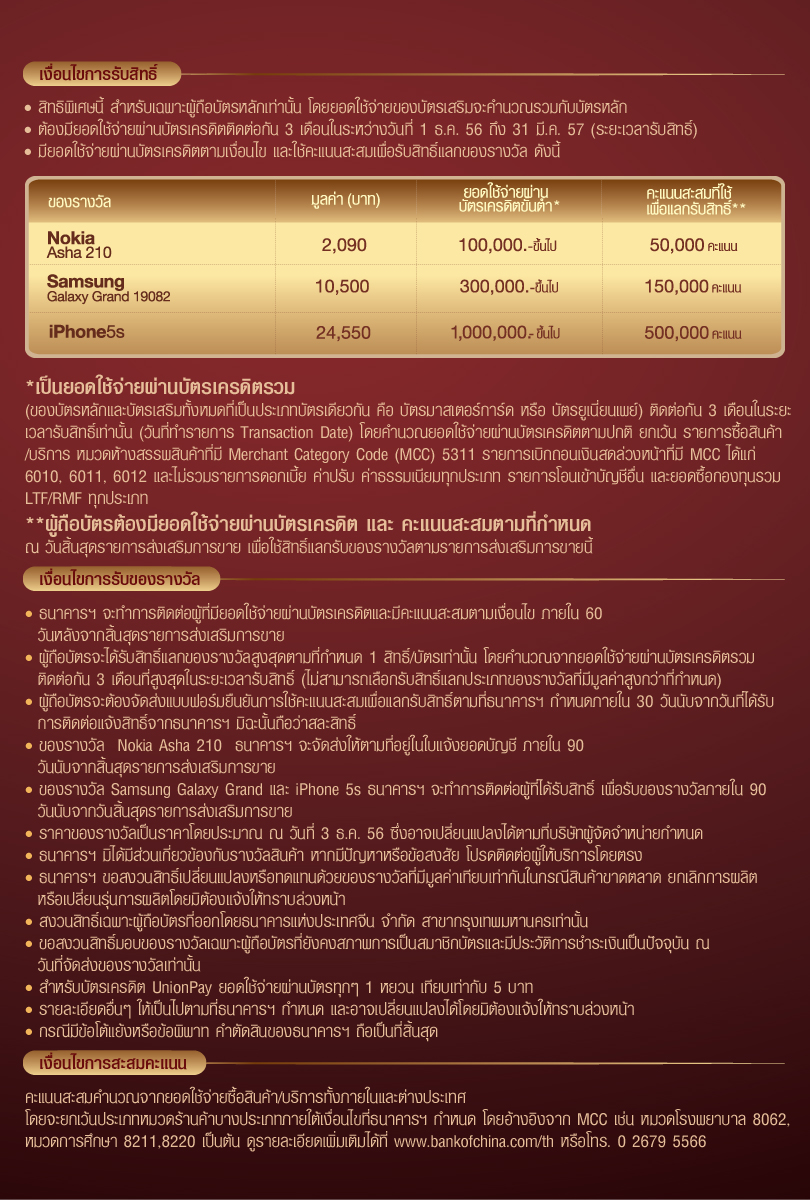 เงื่อนไขการรับสิทธิ์
• สิทธิพิเศษนี้ สำหรับเฉพาะผู้ถือบัตรหลักเท่านั้น โดยยอดใช้จ่ายของบัตรเสริมจะคำนวณรวมกับบัตรหลัก
• ต้องมียอดใช้จ่ายผ่านบัตรเครดิตติดต่อกัน 3 เดือนในระหว่างวันที่ 1 ธ.ค. 56 ถึง 31 มี.ค. 57 (ระยะเวลารับสิทธิ์)
• มียอดใช้จ่ายผ่านบัตรเครดิตตามเงื่อนไข และใช้คะแนนสะสมเพื่อรับสิทธิ์แลกของรางวัล ดังนี้
ของรางวัล มูลค่า (บาท) ยอดใช้จ่ายผ่าน คะแนนสะสมที่ใช้
บัตรเครดิตขั้นต่ำ* เพื่อแลกรับสิทธิ์**
Nokia 2,090 100,000.-ขึ้นไป 50,000 คะแนน
Asha 210
Samsung 10,500 300,000.-ขึ้นไป 150,000 คะแนน
Galaxy Grand 19082
iPhone5s 24,550 1,000,000.- ขึ้นไป 500,000 คะแนน
*เป็นยอดใช้จ่ายผ่านบัตรเครดิตรวม
(ของบัตรหลักและบัตรเสริมทั้งหมดที่เป็นประเภทบัตรเดียวกัน คือ บัตรมาสเตอร์การ์ด หรือ บัตรยูเนี่ยนเพย์) ติดต่อกัน 3 เดือนในระยะ
เวลารับสิทธิ์เท่านั้น (วันที่ทำรายการ Transaction Date) โดยคำนวณยอดใช้จ่ายผ่านบัตรเครดิตตามปกติ ยกเว้น รายการซื้อสินค้า
/บริการ หมวดห้างสรรพสินค้าที่มี Merchant Category Code (MCC) 5311 รายการเบิกถอนเงินสดล่วงหน้าที่มี MCC ได้แก่
6010, 6011, 6012 และไม่รวมรายการดอกเบี้ย ค่าปรับ ค่าธรรมเนียมทุกประเภท รายการโอนเข้าบัญชีอื่น และยอดซื้อกองทุนรวม
LTF/RMF ทุกประเภท
**ผู้ถือบัตรต้องมียอดใช้จ่ายผ่านบัตรเครดิต และ คะแนนสะสมตามที่กำหนด
ณ วันสิ้นสุดรายการส่งเสริมการขาย เพื่อใช้สิทธิ์แลกรับของรางวัลตามรายการส่งเสริมการขายนี้
เงื่อนไขการรับของรางวัล
• ธนาคารฯ จะทำการติดต่อผู้ที่มียอดใช้จ่ายผ่านบัตรเครดิตและมีคะแนนสะสมตามเงื่อนไข ภายใน 60
วันหลังจากสิ้นสุดรายการส่งเสริมการขาย
• ผู้ถือบัตรจะได้รับสิทธิ์แลกของรางวัลสูงสุดตามที่กำหนด 1 สิทธิ์/บัตรเท่านั้น โดยคำนวณจากยอดใช้จ่ายผ่านบัตรเครดิตรวม
ติดต่อกัน 3 เดือนที่สูงสุดในระยะเวลารับสิทธิ์ (ไม่สามารถเลือกรับสิทธิ์แลกประเภทของรางวัลที่มีมูลค่าสูงกว่าที่กำหนด)
• ผู้ถือบัตรจะต้องจัดส่งแบบฟอร์มยืนยันการใช้คะแนนสะสมเพื่อแลกรับสิทธิ์ตามที่ธนาคารฯ กำหนดภายใน 30 วันนับจากวันที่ได้รับ
การติดต่อแจ้งสิทธิ์จากธนาคารฯ มิฉะนั้นถือว่าสละสิทธิ์
• ของรางวัล Nokia Asha 210 ธนาคารฯ จะจัดส่งให้ตามที่อยู่ในใบแจ้งยอดบัญชี ภายใน 90
วันนับจากสิ้นสุดรายการส่งเสริมการขาย
• ของรางวัล Samsung Galaxy Grand และ iPhone 5s ธนาคารฯ จะทำการติดต่อผู้ที่ได้รับสิทธิ์ เพื่อรับของรางวัลภายใน 90
วันนับจากวันสิ้นสุดรายการส่งเสริมการขาย
• ราคาของรางวัลเป็นราคาโดยประมาณ ณ วันที่ 3 ธ.ค. 56 ซึ่งอาจเปลี่ยนแปลงได้ตามที่บริษัทผู้จัดจำหน่ายกำหนด
• ธนาคารฯ มิได้มีส่วนเกี่ยวข้องกับรางวัลสินค้า หากมีปัญหาหรือข้อสงสัย โปรดติดต่อผู้ให้บริการโดยตรง
• ธนาคารฯ ขอสงวนสิทธิ์เปลี่ยนแปลงหรือทดแทนด้วยของรางวัลที่มีมูลค่าเทียบเท่ากันในกรณีสินค้าขาดตลาด ยกเลิกการผลิต
หรือเปลี่ยนรุ่นการผลิตโดยมิต้องแจ้งให้ทราบล่วงหน้า
• สงวนสิทธิ์เฉพาะผู้ถือบัตรที่ออกโดยธนาคารแห่งประเทศจีน จำกัด สาขากรุงเทพมหานครเท่านั้น
• ขอสงวนสิทธิ์มอบของรางวัลเฉพาะผู้ถือบัตรที่ยังคงสภาพการเป็นสมาชิกบัตรและมีประวัติการชำระเงินเป็นปัจจุบัน ณ
วันที่จัดส่งของรางวัลเท่านั้น
• สำหรับบัตรเครดิต UnionPay ยอดใช้จ่ายผ่านบัตรทุกๆ 1 หยวน เทียบเท่ากับ 5 บาท
• รายละเอียดอื่นๆ ให้เป็นไปตามที่ธนาคารฯ กำหนด และอาจเปลี่ยนแปลงได้โดยมิต้องแจ้งให้ทราบล่วงหน้า
• กรณีมีข้อโต้แย้งหรือข้อพิพาท คำตัดสินของธนาคารฯ ถือเป็นที่สิ้นสุด
เงื่อนไขการสะสมคะแนน
คะแนนสะสมคำนวณจากยอดใช้จ่ายซื้อสินค้า/บริการทั้งภายในและต่างประเทศ
โดยจะยกเว้นประเภทหมวดร้านค้าบางประเภทภายใต้เงื่อนไขที่ธนาคารฯ กำหนด โดยอ้างอิงจาก MCC เช่น หมวดโรงพยาบาล 8062,
หมวดการศึกษา 8211,8220 เป็นต้น ดูรายละเอียดเพิ่มเติมได้ที่ www.bankofchina.com/th หรือโทร. 0 2679 5566